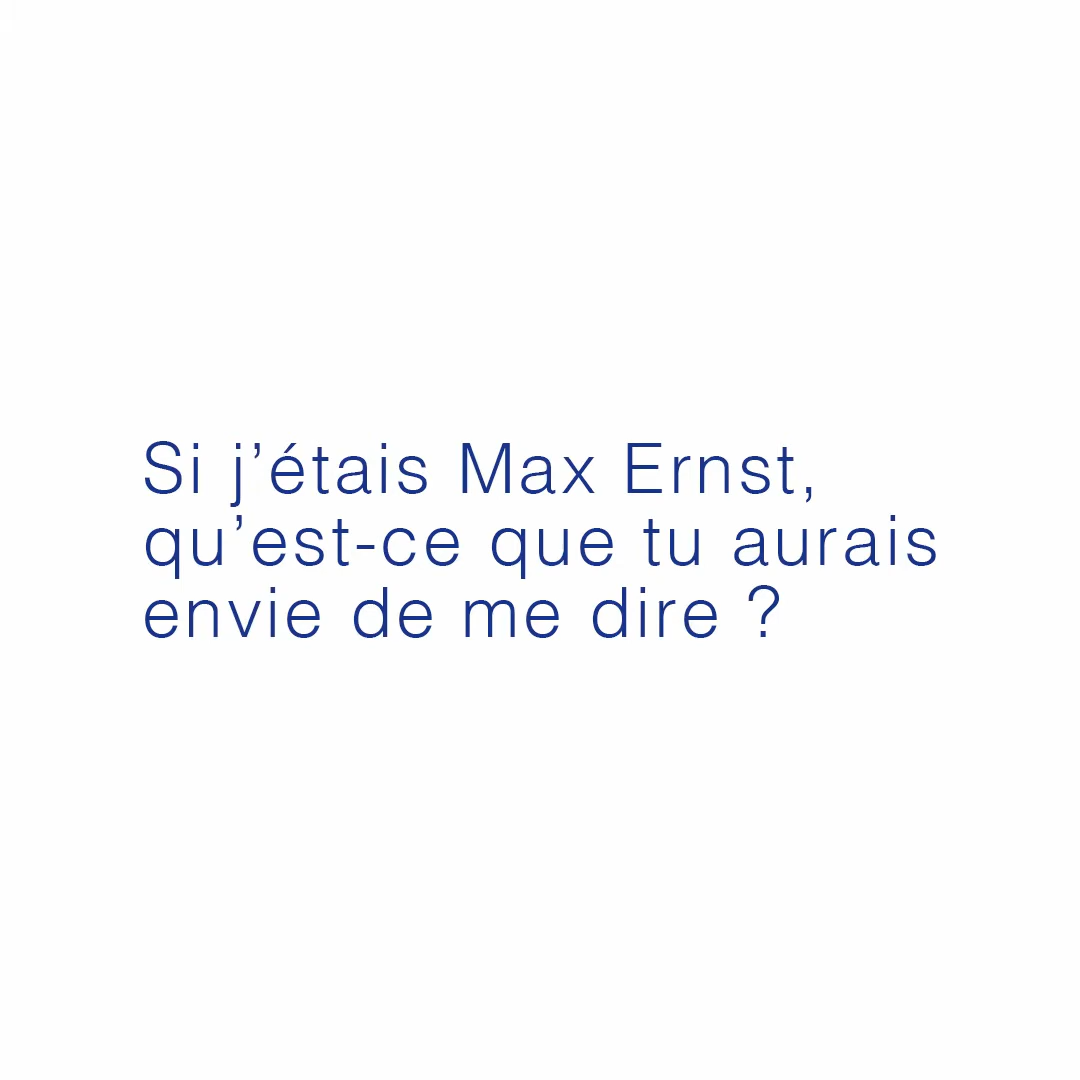 Si j’étais Max Ernst,
qu’est-ce que tu aurais
envie de me dire ?